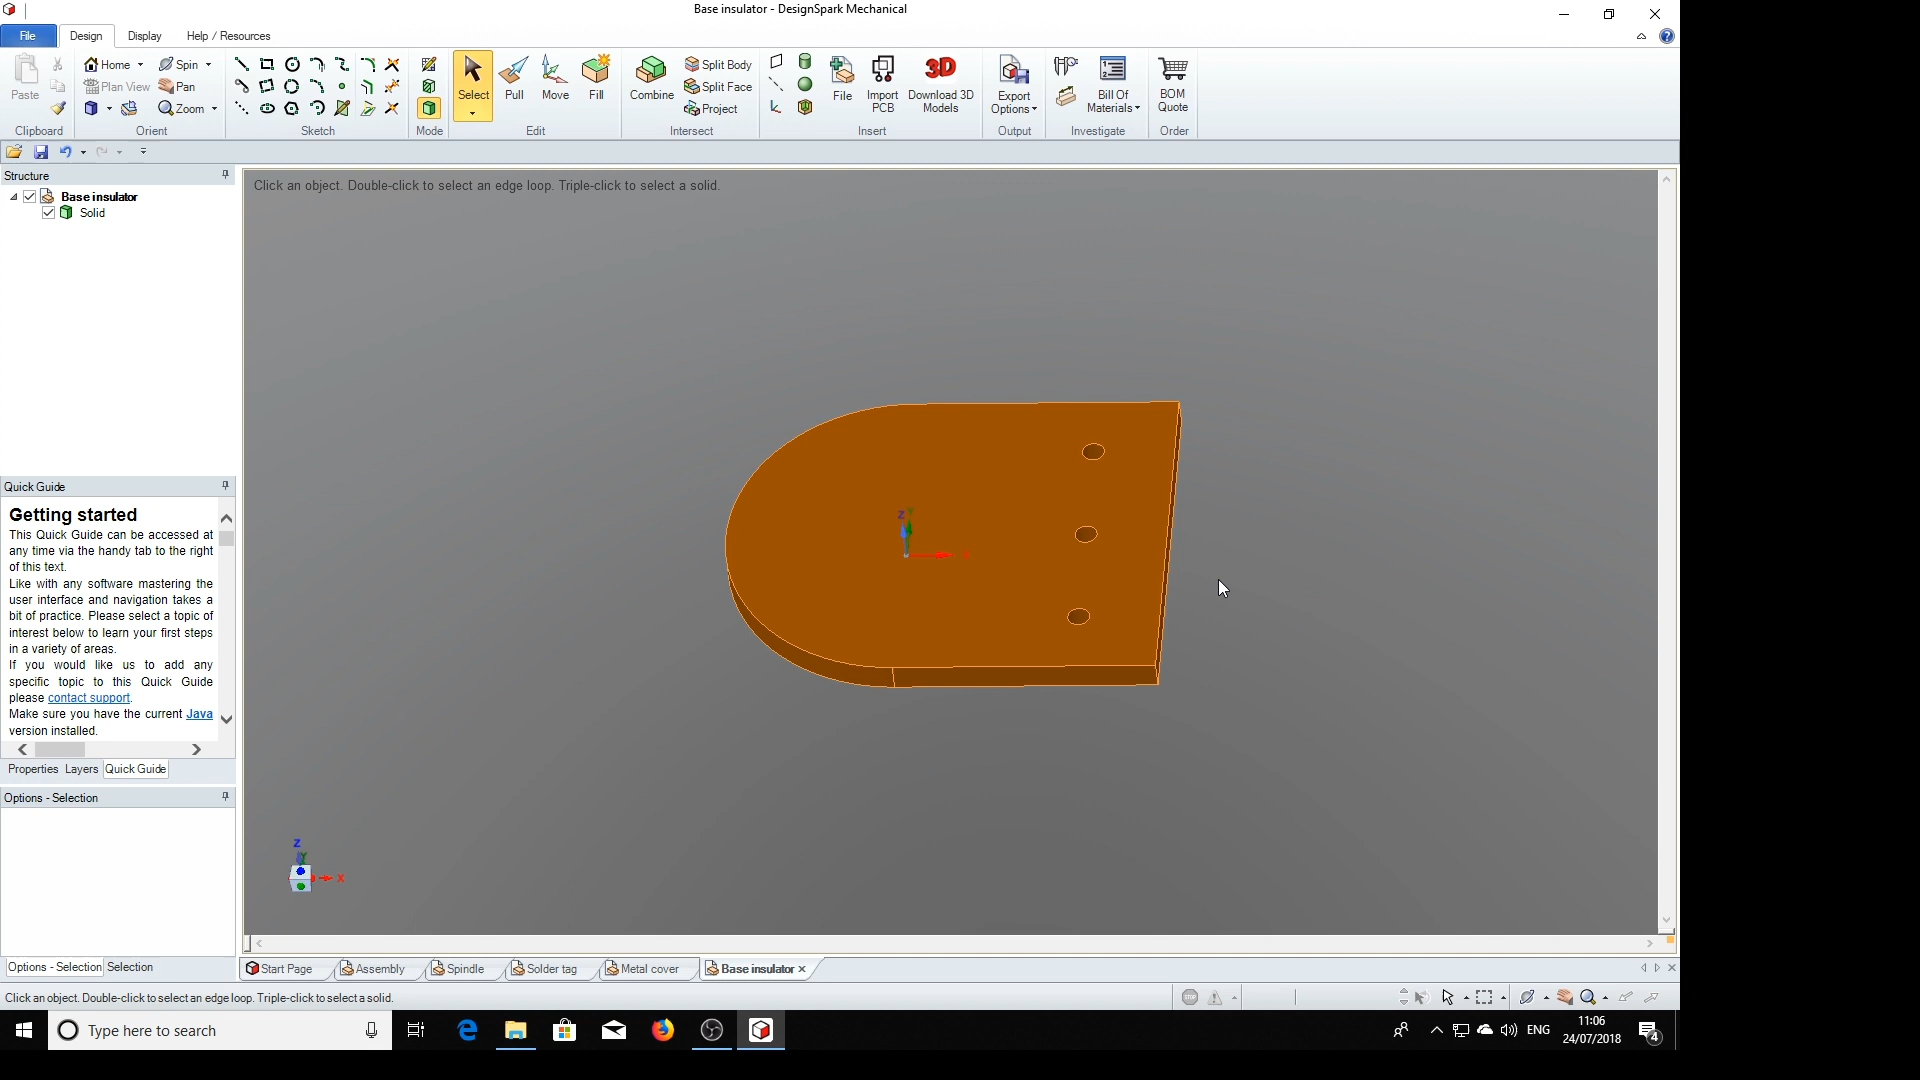 Base insulator - DesignSpark Mechanical
File Design Display Help / Resources
Paste
Home
Plan View
Spin
Pan
Zoom
Select
Pull
Move
Fill
Combine
Split Body
Split Face
Project
File
Import
PCB
3D
Download 3D
Models
Export
Options
Bill Of
Materials
BOM
Quote
Clipboard Orient Sketch Mode Edit Intersect Insert Output Investigate Order
Structure
Base insulator
Solid
Click an object. Double-click to select an edge loop. Triple-click to select a solid.
Z Y
X
Quick Guide
Getting started
This Quick Guide can be accessed at
any time via the handy tab to the right
of this text.
Like with any software mastering the
user interface and navigation takes a
bit of practice. Please select a topic of
interest below to learn your first steps
in a variety of areas.
If you would like us to add any
specific topic to this Quick Guide
please contact support.
Make sure you have the current Java
version installed.
Properties Layers Quick Guide
Options - Selection
Z
Y
X
Options - Selection Selection
Start Page Assembly Spindle Solder tag Metal cover Base insulator
Click an object. Double-click to select an edge loop. Triple-click to select a solid.
STOP
Type here to search
ENG
11:06
24/07/2018
4